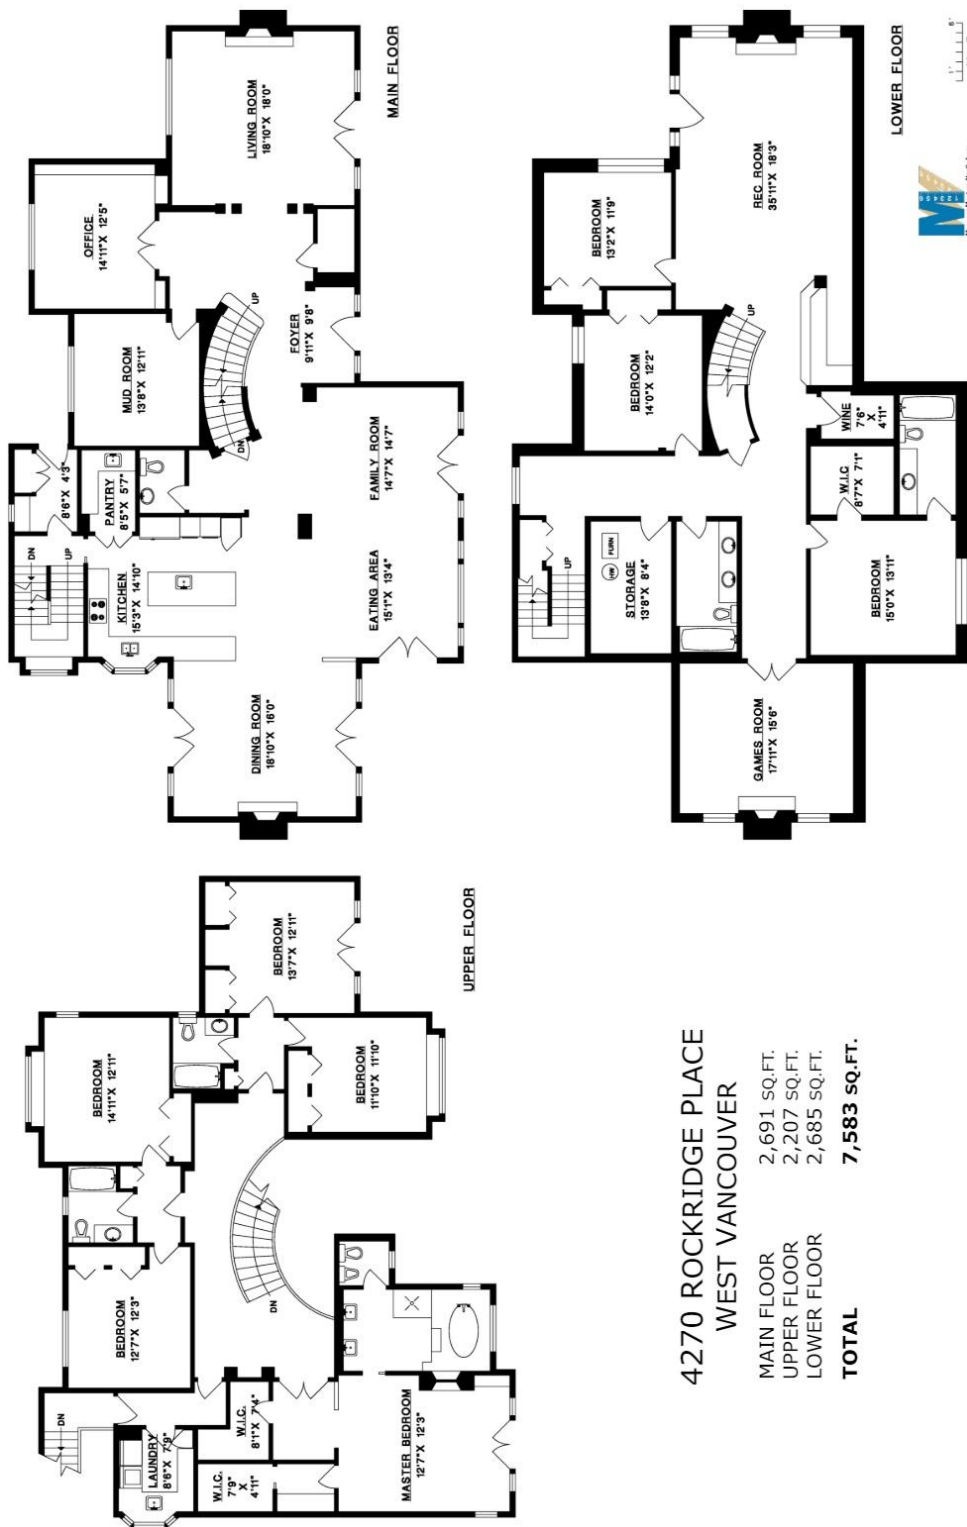 MAIN FLOOR
LIVING ROOM
18'10"X 18'0"
OFFICE
14'11"X 12'5"
MUD ROOM
13'8"X 12'11"
FOYER
9'11"X 9'8"
UP
DN
FAMILY ROOM
14'7"X 14'7"
8'6"X 4'3"
PANTRY
8'5"X 5'7"
DN
UP
KITCHEN
15'3"X 14'10"
EATING AREA
15'1"X 13'4"
DINING ROOM
18'10"X 16'0"
LOWER FLOOR
REC ROOM
35'11"X 18'3"
BEDROOM
13'2"X 11'9"
BEDROOM
14'0"X 12'2"
UP
WINE
7'6"
X
4'11"
W.I.C
8'7"X 7'1"
UP
STORAGE
13'8"X 8'4"
HW
FURN
BEDROOM
15'0"X 13'11"
GAMES ROOM
17'11"X 15'6"
UPPER FLOOR
BEDROOM
13'7"X 12'11"
BEDROOM
14'11"X 12'11"
BEDROOM
11'10"X 11'10"
BEDROOM
12'7"X 12'3"
DN
DN
LAUNDRY
8'6"X 7'9"
W.I.C.
8'1"X 7'4"
W.I.C.
7'9"
X
4'11"
MASTER BEDROOM
12'7"X 12'3"
4270 ROCKRIDGE PLACE
WEST VANCOUVER
MAIN FLOOR 2,691 SQ.FT.
UPPER FLOOR 2,207 SQ.FT.
LOWER FLOOR 2,685 SQ.FT.
TOTAL 7,583 SQ.FT.
M
123456
1'
8'